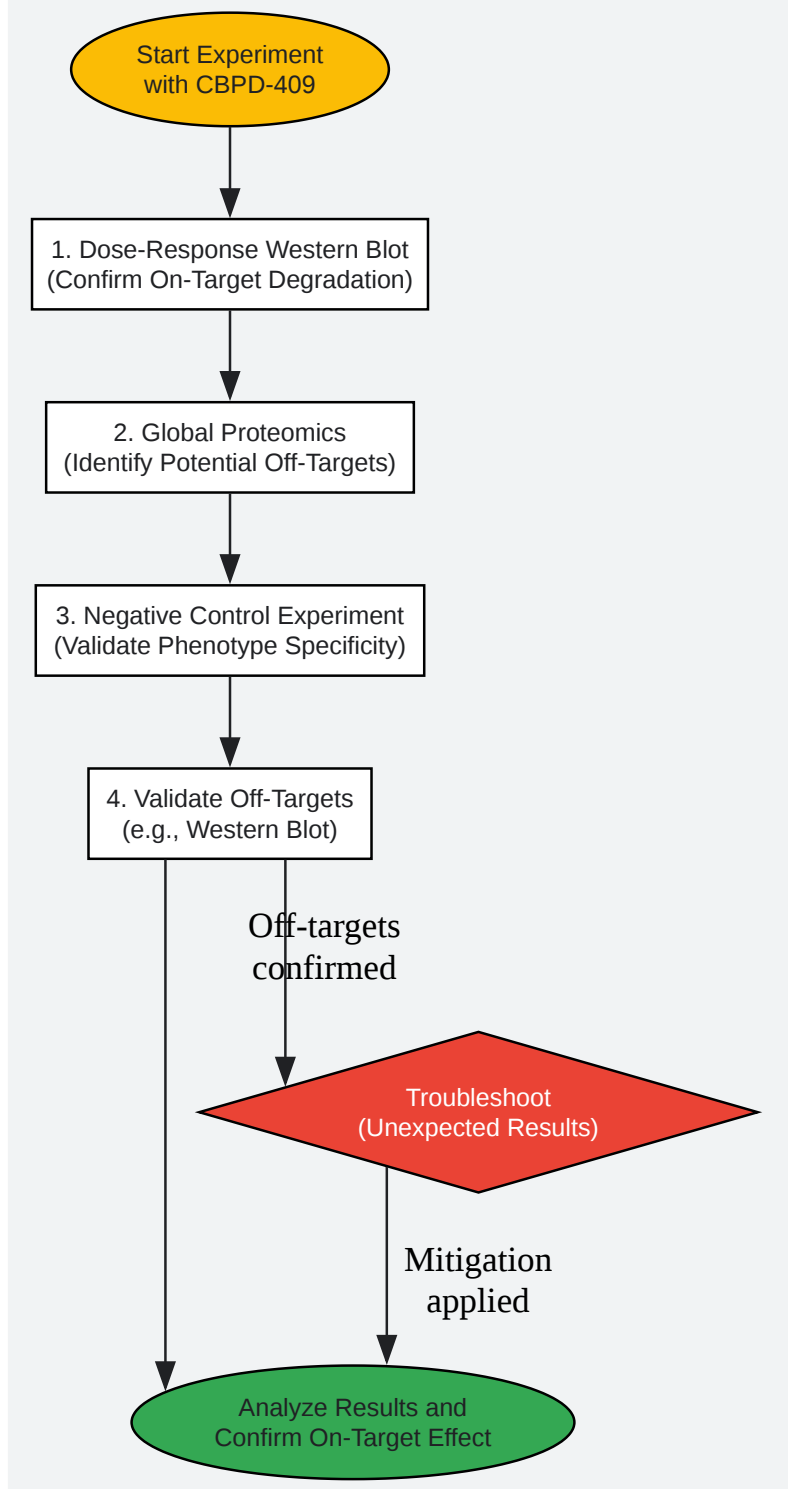 Start Experiment
with CBPD-409
1. Dose-Response Western Blot
(Confirm On-Target Degradation)
2. Global Proteomics
(Identify Potential Off-Targets)
3. Negative Control Experiment
(Validate Phenotype Specificity)
4. Validate Off-Targets
(e.g., Western Blot)
Off-targets
confirmed
Troubleshoot
(Unexpected Results)
Mitigation
applied
Analyze Results and
Confirm On-Target Effect